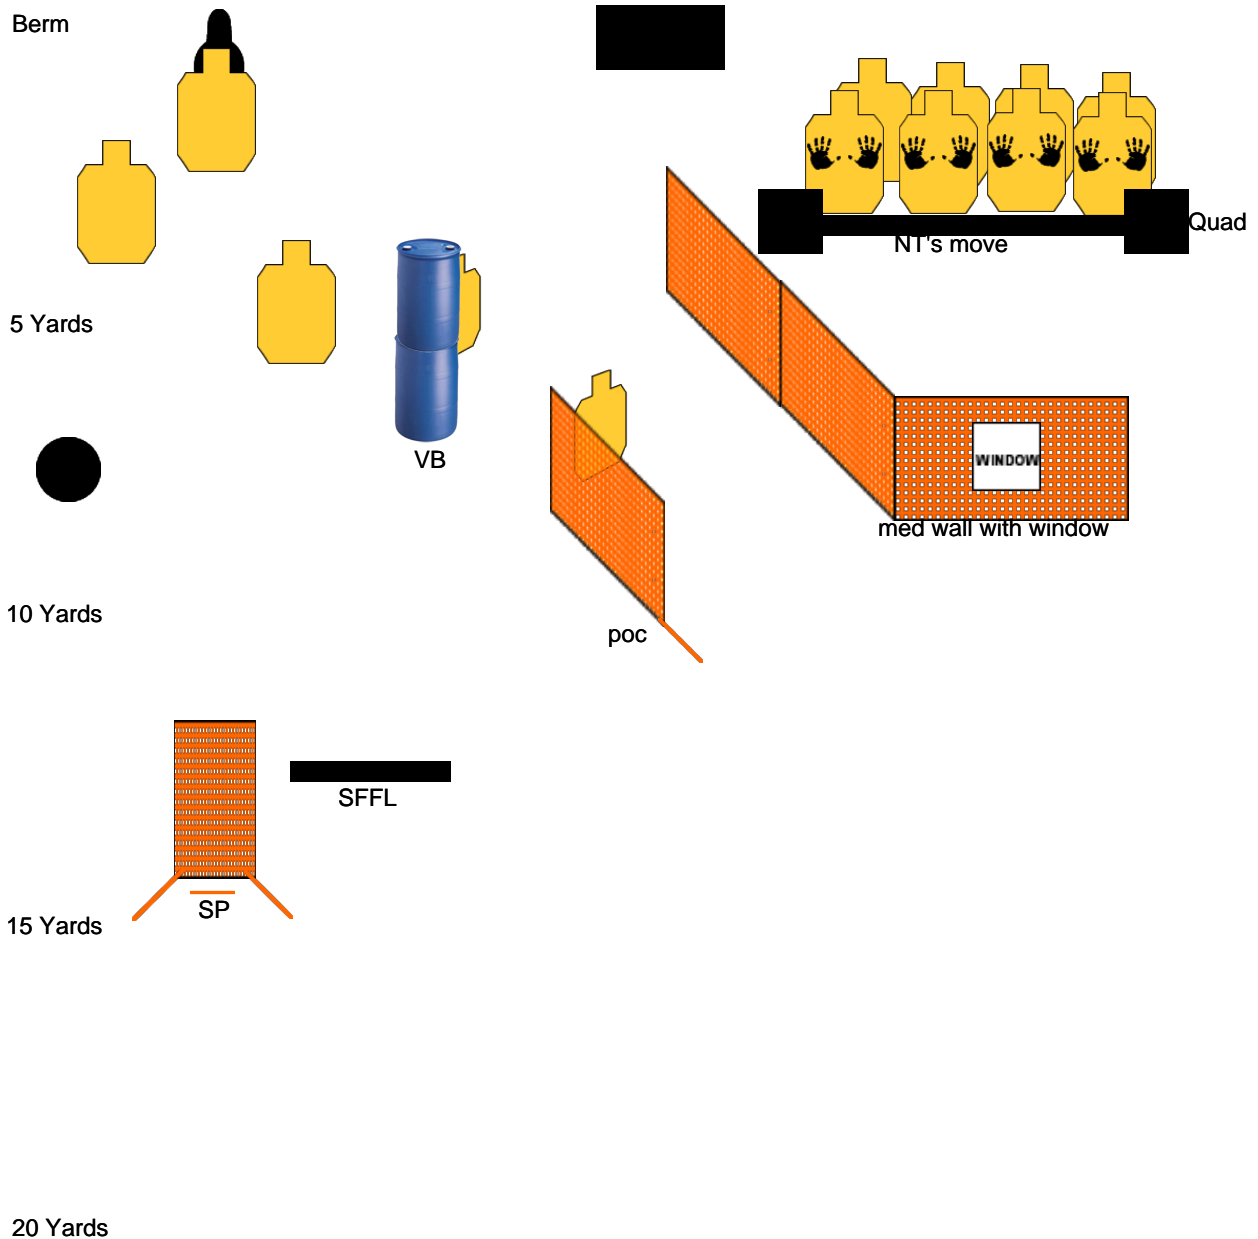 Berm
Quad
NT's move
5 Yards
VB
WINDOW
med wall with window
10 Yards
poc
SFFL
SP
15 Yards
20 Yards